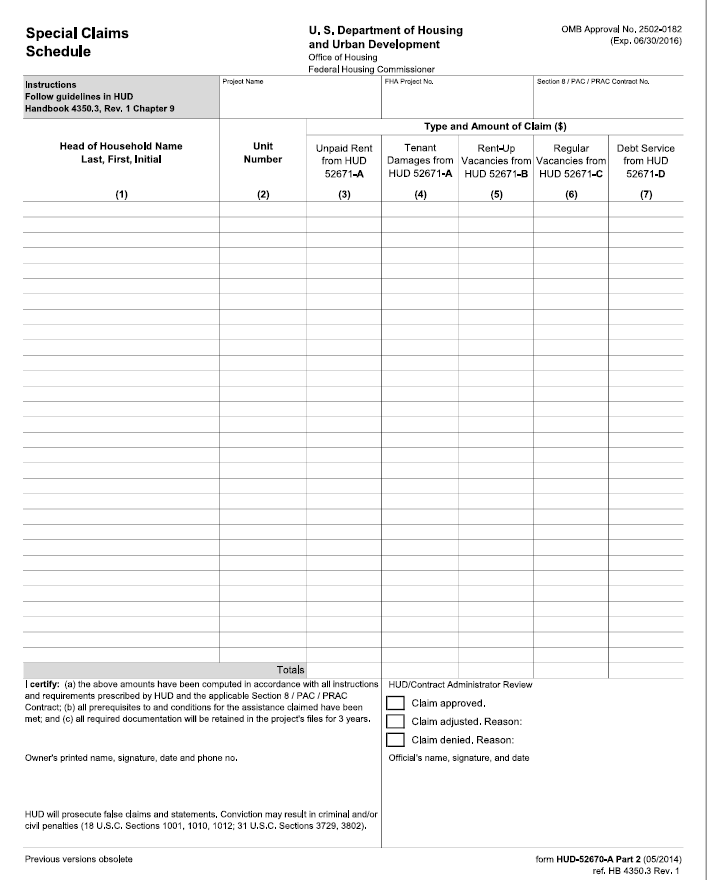 Special Claims
Schedule
U. S. Department of Housing
and Urban Development
Office of Housing
Federal Housing Commissioner
OMB Approval No. 2502-0182
(Exp. 06/30/2016)
Instructions
Follow guidelines in HUD
Handbook 4350.3, Rev. 1 Chapter 9
Project Name
FHA Project No.
Section 8 / PAC / PRAC Contract No.
Head of Household Name
Last, First, Initial
(1)
Unit
Number
(2)
Type and Amount of Claim ($)
Unpaid Rent
from HUD
52671-A
(3)
Tenant
Damages from
HUD 52671-A
(4)
Rent-Up
Vacancies from
HUD 52671-B
(5)
Regular
Vacancies from
HUD 52671-C
(6)
Debt Service
from HUD
52671-D
(7)
Totals
I certify: (a) the above amounts have been computed in accordance with all instructions
and requirements prescribed by HUD and the applicable Section 8 / PAC / PRAC
Contract; (b) all prerequisites to and conditions for the assistance claimed have been
met; and (c) all required documentation will be retained in the project's files for 3 years.
Owner's printed name, signature, date and phone no.
HUD will prosecute false claims and statements. Conviction may result in criminal and/or
civil penalties (18 U.S.C. Sections 1001, 1010, 1012; 31 U.S.C. Sections 3729, 3802).
HUD/Contract Administrator Review
Claim approved.
Claim adjusted. Reason:
Claim denied. Reason:
Official's name, signature, and date
Previous versions obsolete
form HUD-52670-A Part 2 (05/2014)
ref. HB 4350.3 Rev. 1